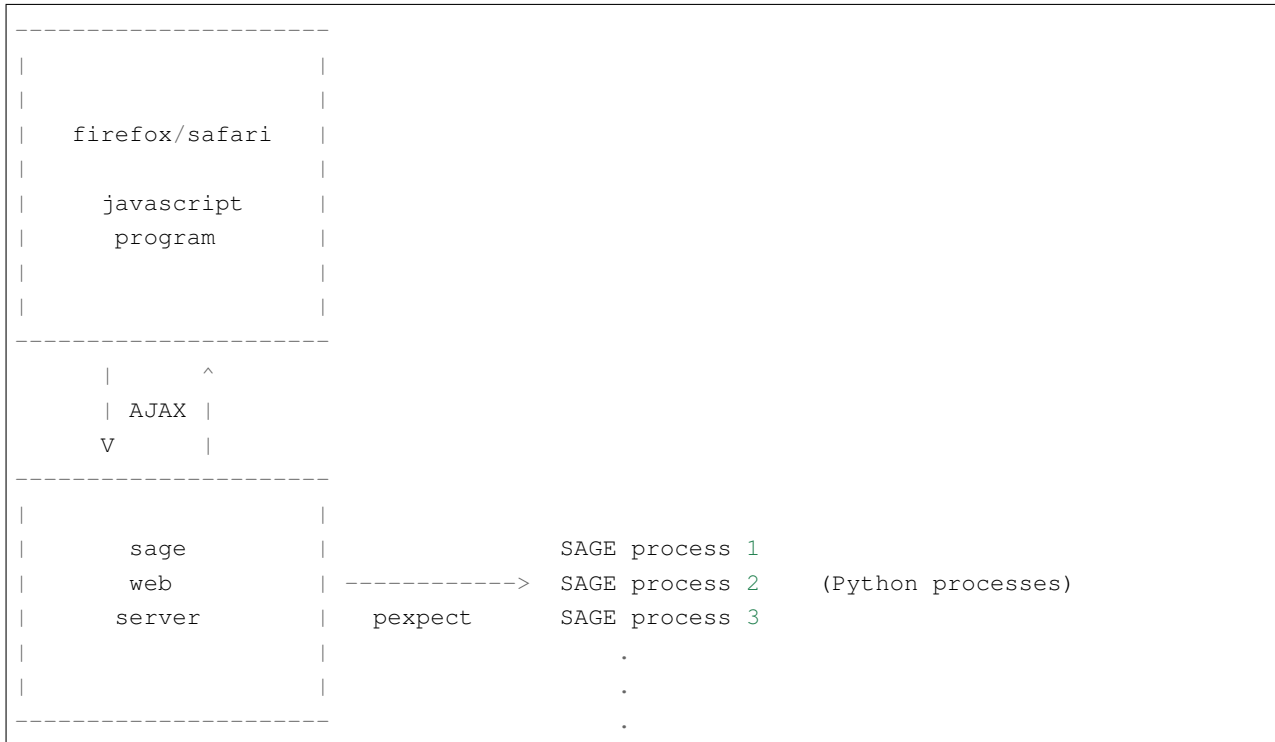 ----------------------
|                    |
|                    |
|   firefox/safari   |
|                    |
|     javascript     |
|      program       |
|                    |
|                    |
----------------------
      |      ^
      | AJAX |
      V      |
----------------------
|                    |
|       sage         |                SAGE process 1
|       web          | ------------>  SAGE process 2    (Python processes)
|      server        |   pexpect      SAGE process 3
|                    |                    .
|                    |                    .
----------------------                    .